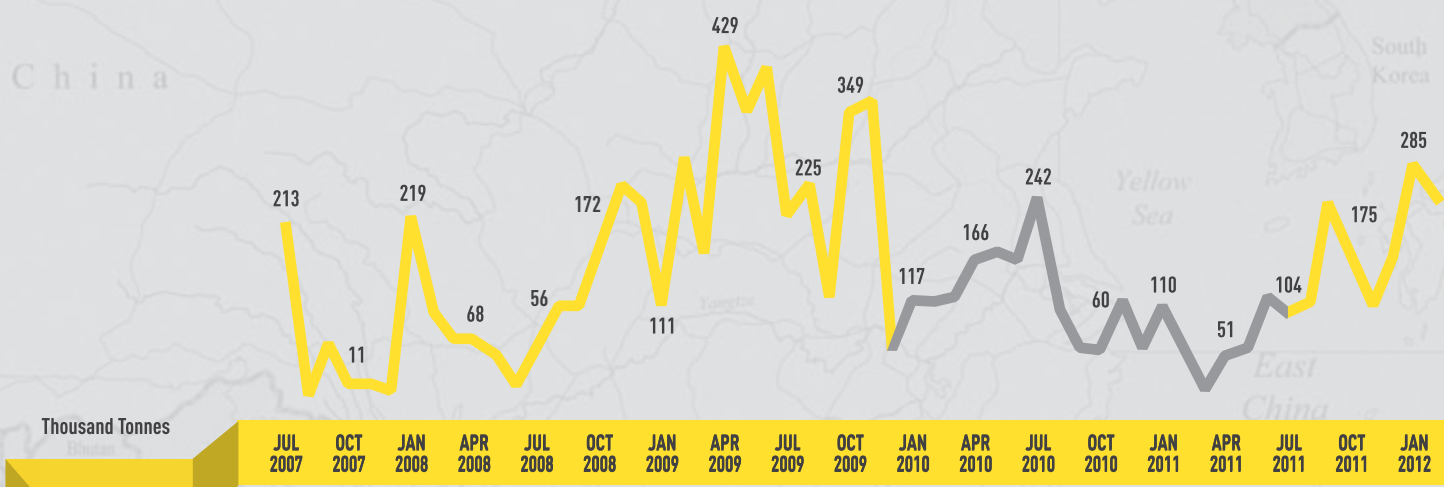 429
South
Korea
China
349
285
225
213
219
172
242
Yellow
Sea
175
166
56
117
104
110
Yangtze
60
68
111
51
11
East
China
Thousand Tonnes
Bhutan
JUL OCT JAN APR JUL OCT JAN APR JUL OCT JAN APR JUL OCT JAN APR JUL OCT JAN
2007 2007 2008 2008 2008 2008 2009 2009 2009 2009 2010 2010 2010 2010 2011 2011 2011 2011 2012